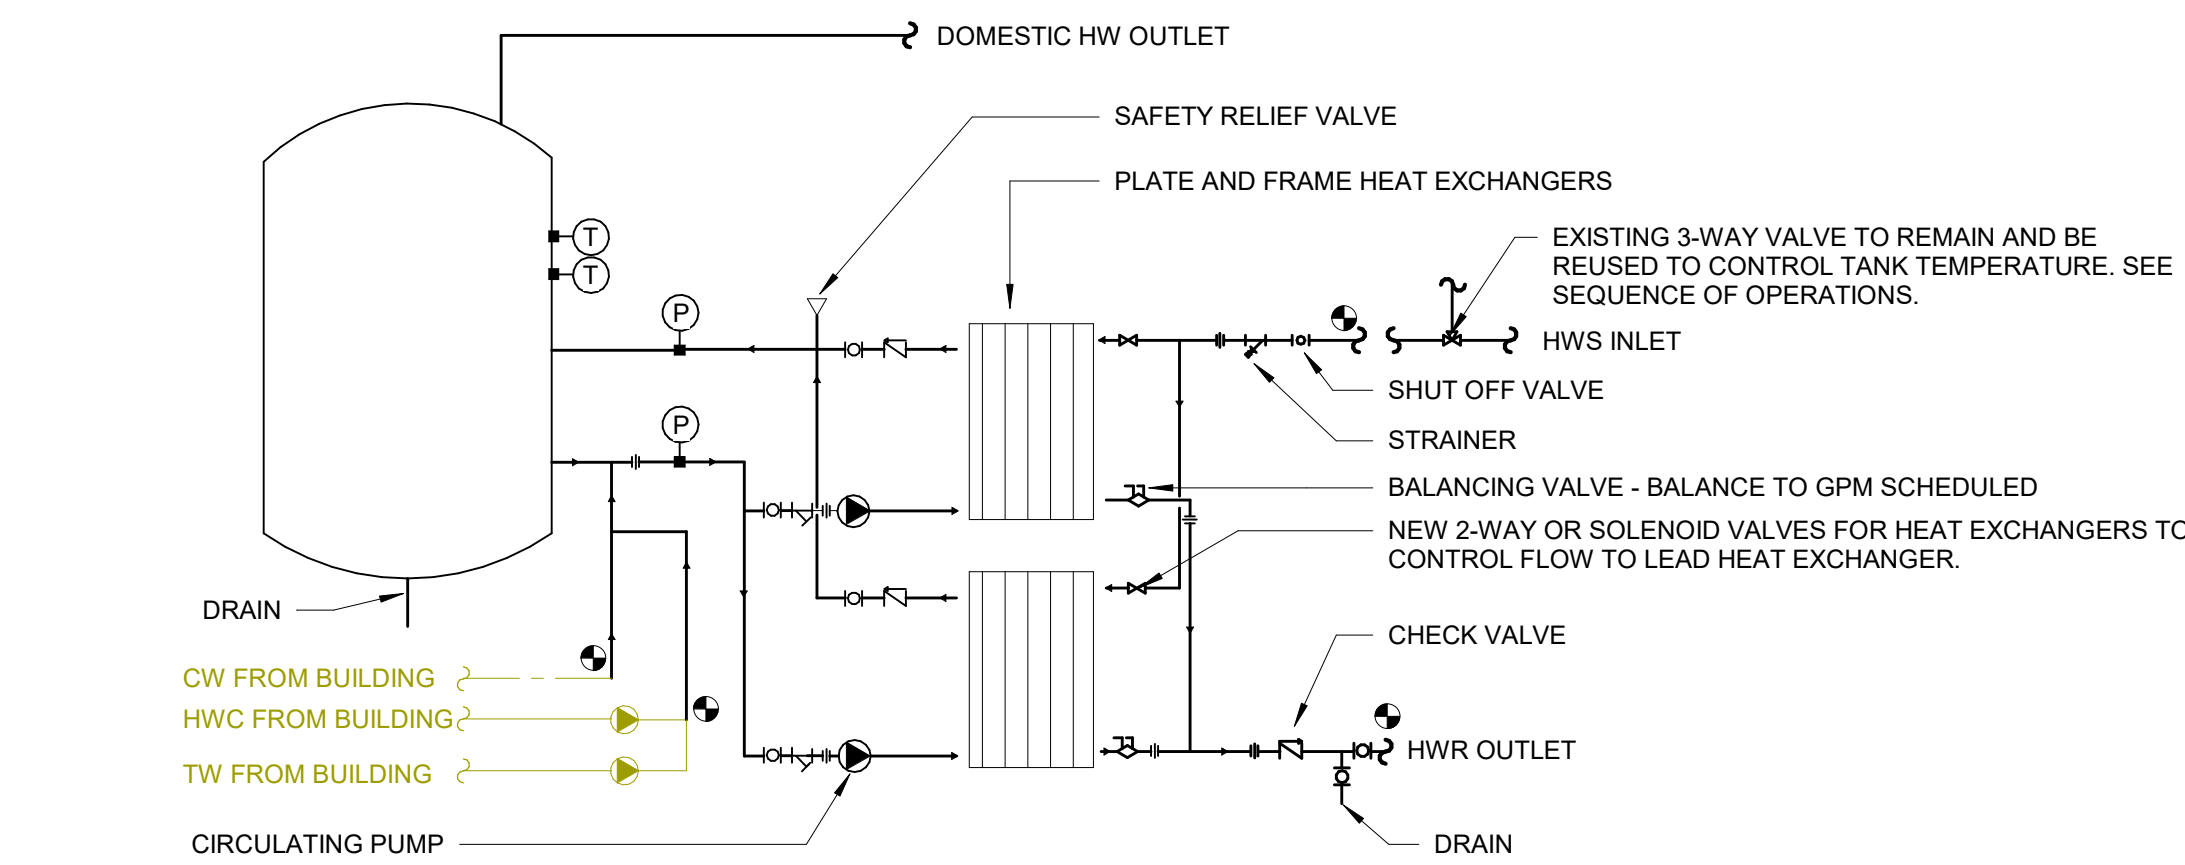 DOMESTIC HW OUTLET
SAFETY RELIEF VALVE
PLATE AND FRAME HEAT EXCHANGERS
EXISTING 3-WAY VALVE TO REMAIN AND BE
REUSED TO CONTROL TANK TEMPERATURE. SEE
SEQUENCE OF OPERATIONS.
T
T
P
HWS INLET
SHUT OFF VALVE
P
STRAINER
BALANCING VALVE - BALANCE TO GPM SCHEDULED
NEW 2-WAY OR SOLENOID VALVES FOR HEAT EXCHANGERS TO
CONTROL FLOW TO LEAD HEAT EXCHANGER.
DRAIN
CHECK VALVE
CW FROM BUILDING
HWC FROM BUILDING
TW FROM BUILDING
HWR OUTLET
CIRCULATING PUMP
DRAIN